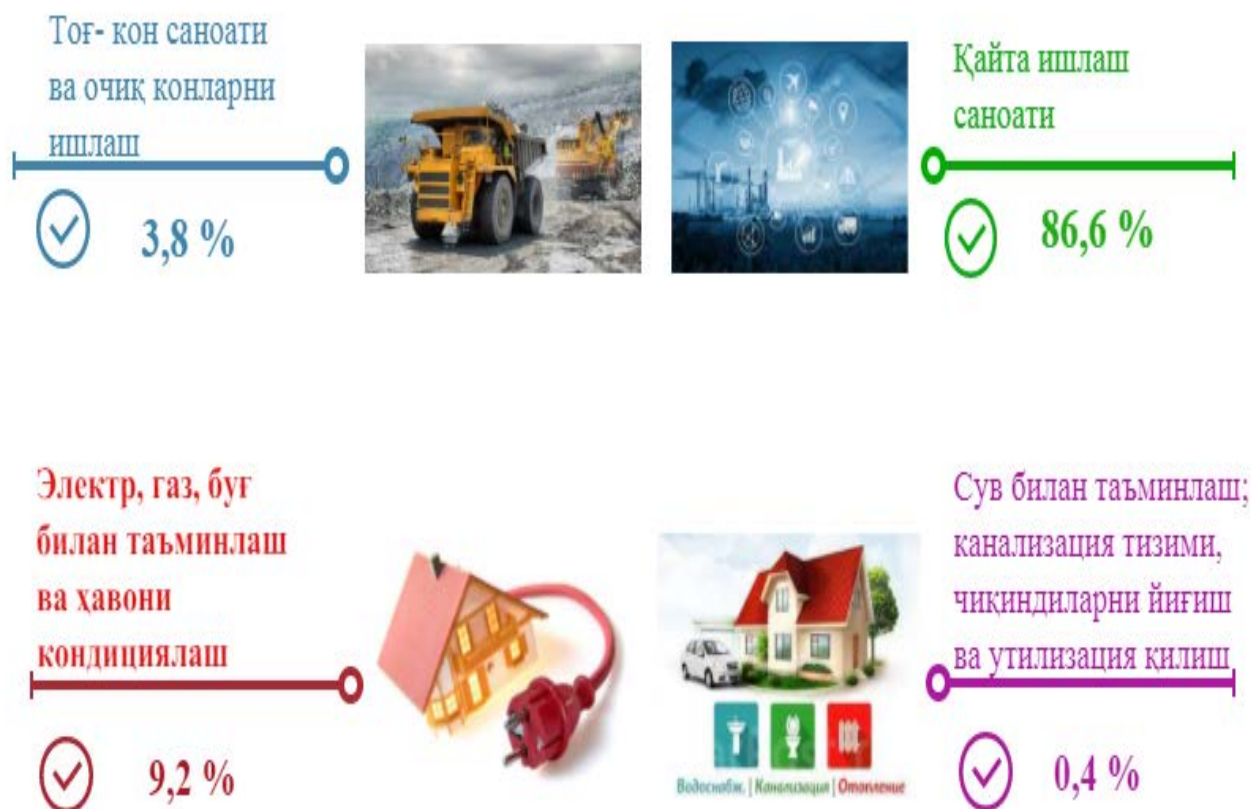 Тоғ- кон саноати
ва очиқ конларни
ишлаш
3,8 %
Қайта ишлаш
саноати
86,6 %
Электр, газ, буғ
билан таъминлаш
ва ҳавони
кондициялаш
9,2 %
Сув билан таъминлаш;
канализация тизими,
чиқиндиларни йиғиш
ва утилизация қилиш
0,4 %
Водоснабж. | Канализация | Отопление